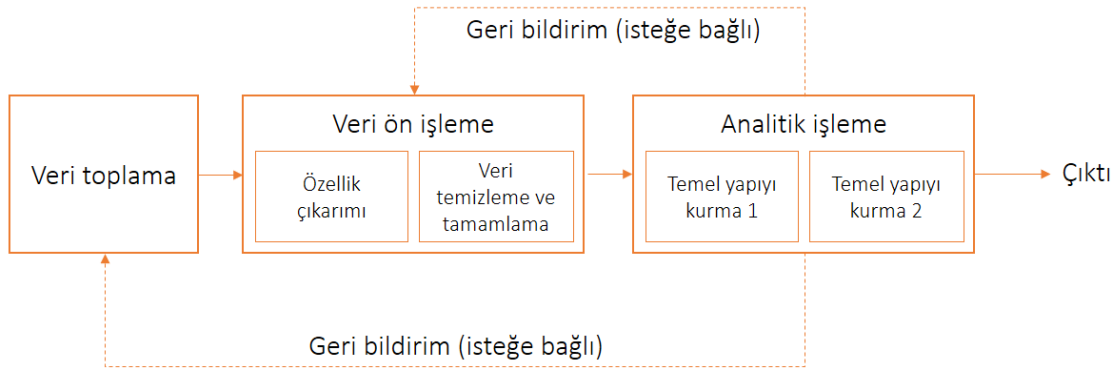 Geri bildirim (isteğe bağlı)
Veri toplama
Veri ön işleme
Özellik
çıkarımı
Veri
temizleme ve
tamamlama
Analitik işleme
Temel yapıyı
kurma 1
Temel yapıyı
kurma 2
Çıktı
Geri bildirim (isteğe bağlı)